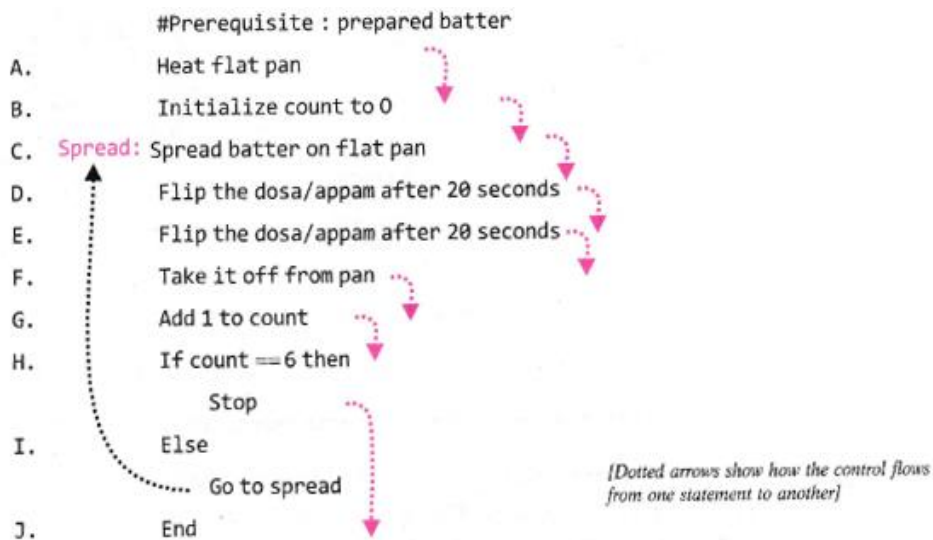 #Prerequisite : prepared batter
A. Heat flat pan
B. Initialize count to 0
C. Spread: Spread batter on flat pan
D. Flip the dosa/appam after 20 seconds
E. Flip the dosa/appam after 20 seconds
F. Take it off from pan
G. Add 1 to count
H. If count == 6 then
Stop
I. Else
Go to spread
[Dotted arrows show how the control flows
from one statement to another]
J. End